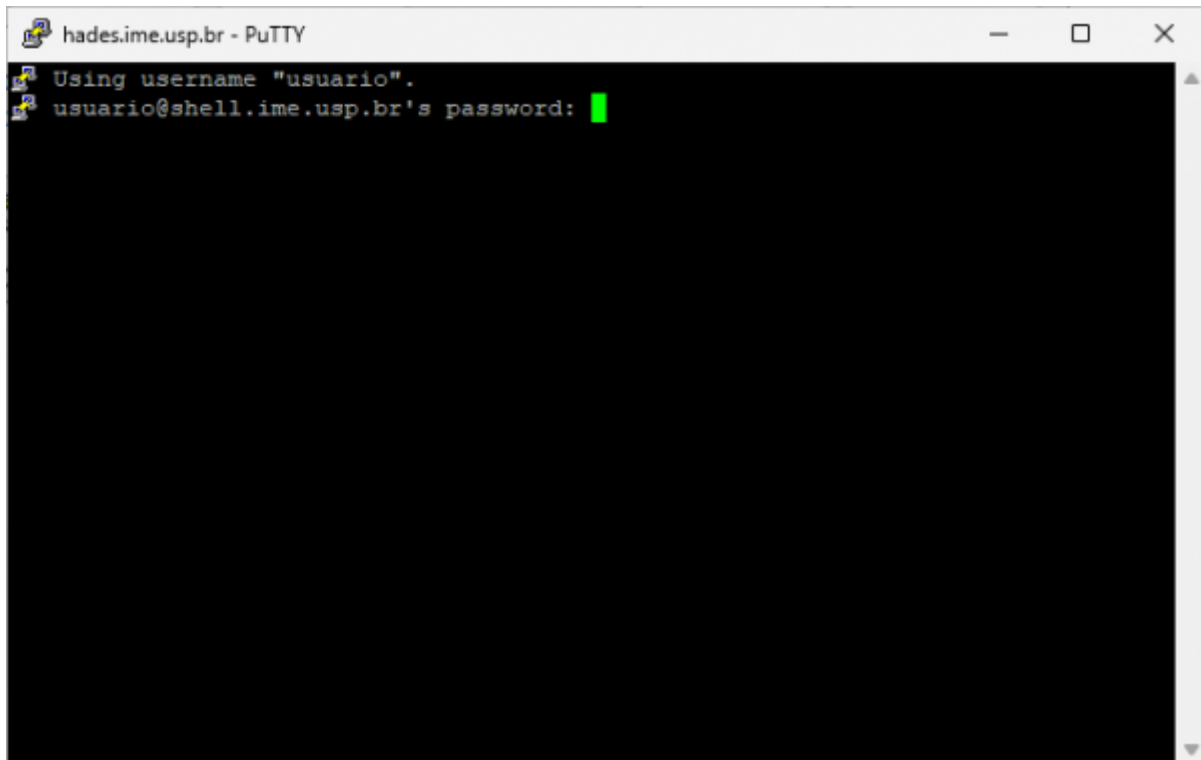 hades.ime.usp.br - PuTTY
Using username "usuario".
usuario@shell.ime.usp.br's password: